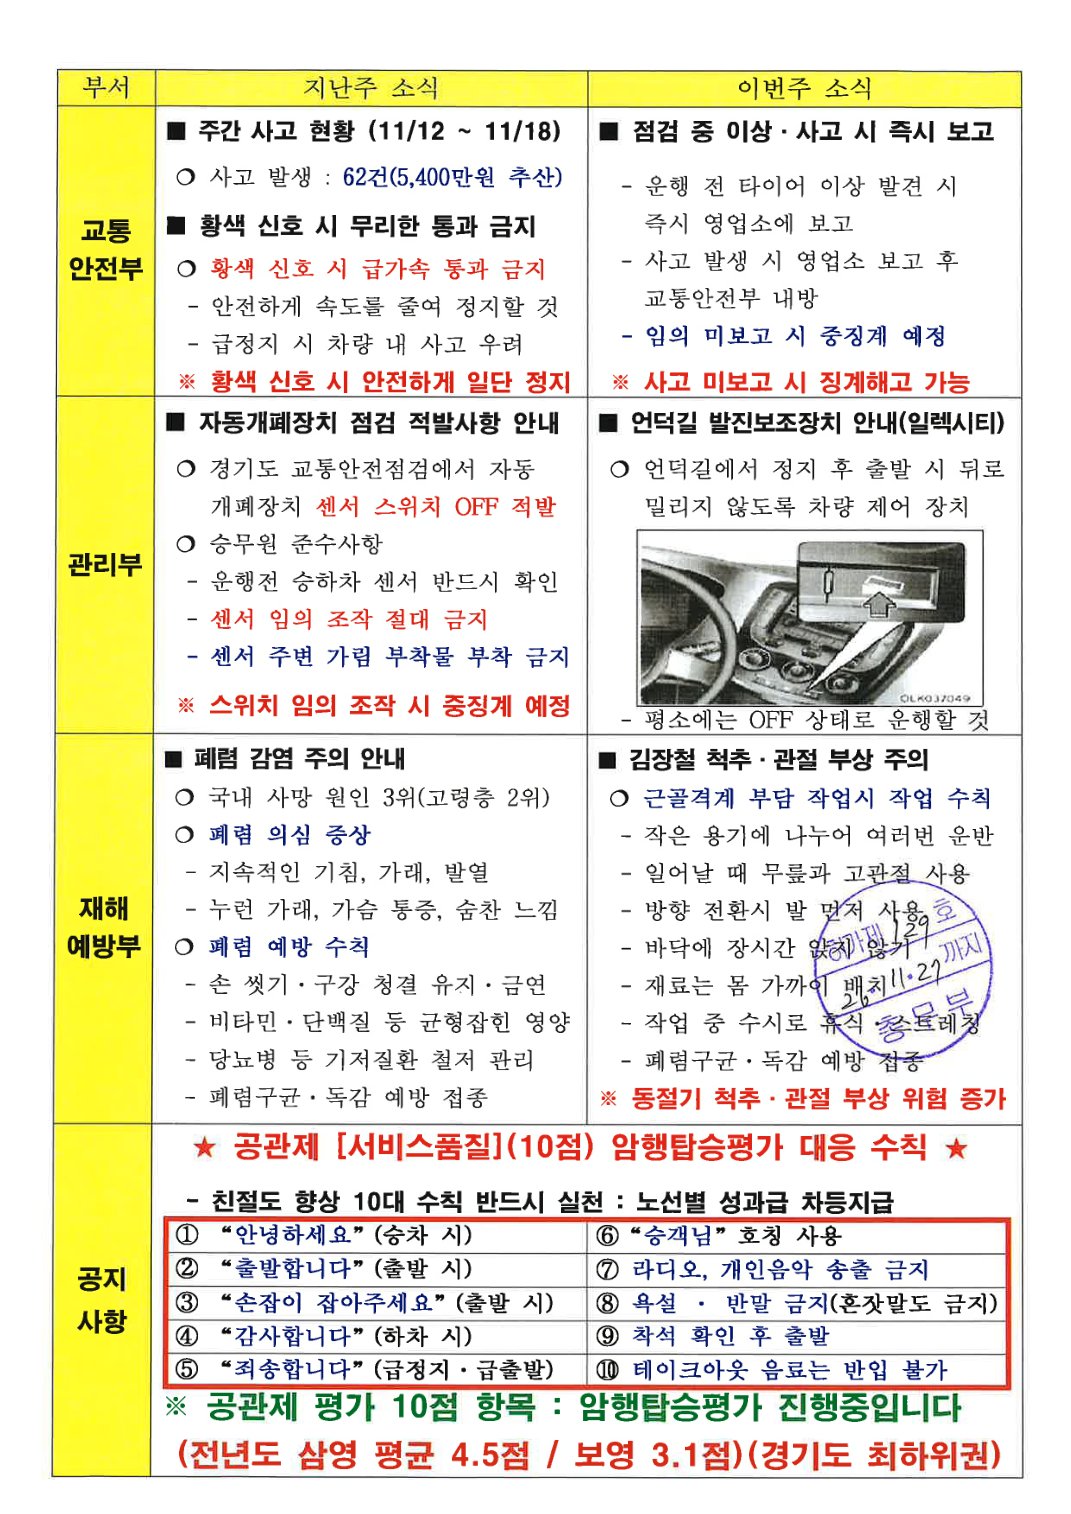 부서
지난주 소식
이번주 소식
교통
안전부
■ 주간 사고 현황 (11/12 ~ 11/18)
❍ 사고 발생 : 62건(5,400만원 추산)
■ 황색 신호 시 무리한 통과 금지
❍ 황색 신호 시 급가속 통과 금지
- 안전하게 속도를 줄여 정지할 것
- 급정지 시 차량 내 사고 우려
※ 황색 신호 시 안전하게 일단 정지
■ 점검 중 이상·사고 시 즉시 보고
- 운행 전 타이어 이상 발견 시
즉시 영업소에 보고
- 사고 발생 시 영업소 보고 후
교통안전부 내방
- 임의 미보고 시 중징계 예정
※ 사고 미보고 시 징계해고 가능
관리부
■ 자동개폐장치 점검 적발사항 안내
❍ 경기도 교통안전점검에서 자동
개폐장치 센서 스위치 OFF 적발
❍ 승무원 준수사항
- 운행전 승하차 센서 반드시 확인
- 센서 임의 조작 절대 금지
- 센서 주변 가림 부착물 부착 금지
※ 스위치 임의 조작 시 중징계 예정
■ 언덕길 발진보조장치 안내(일렉시티)
❍ 언덕길에서 정지 후 출발 시 뒤로
밀리지 않도록 차량 제어 장치
OLK037049
- 평소에는 OFF 상태로 운행할 것
재해
예방부
■ 폐렴 감염 주의 안내
❍ 국내 사망 원인 3위(고령층 2위)
❍ 폐렴 의심 증상
- 지속적인 기침, 가래, 발열
- 누런 가래, 가슴 통증, 숨찬 느낌
❍ 폐렴 예방 수칙
- 손 씻기·구강 청결 유지·금연
- 비타민·단백질 등 균형잡힌 영양
- 당뇨병 등 기저질환 철저 관리
- 폐렴구균·독감 예방 접종
■ 김장철 척추·관절 부상 주의
❍ 근골격계 부담 작업시 작업 수칙
- 작은 용기에 나누어 여러번 운반
- 일어날 때 무릎과 고관절 사용
- 방향 전환시 발 먼저 사용
- 바닥에 장시간 앉지 않기
- 재료는 몸 가까이 배치
- 작업 중 수시로 휴식·스트레칭
- 폐렴구균·독감 예방 접종
※ 동절기 척추·관절 부상 위험 증가
허가제 129 호
26.11.27 까지
총무부
공지
사항
★ 공관제 [서비스품질](10점) 암행탑승평가 대응 수칙 ★
- 친절도 향상 10대 수칙 반드시 실천 : 노선별 성과급 차등지급
① “안녕하세요” (승차 시)
⑥ “승객님” 호칭 사용
② “출발합니다” (출발 시)
⑦ 라디오, 개인음악 송출 금지
③ “손잡이 잡아주세요” (출발 시)
⑧ 욕설 · 반말 금지(혼잣말도 금지)
④ “감사합니다” (하차 시)
⑨ 착석 확인 후 출발
⑤ “죄송합니다” (급정지·급출발)
⑩ 테이크아웃 음료는 반입 불가
※ 공관제 평가 10점 항목 : 암행탑승평가 진행중입니다
(전년도 삼영 평균 4.5점 / 보영 3.1점)(경기도 최하위권)